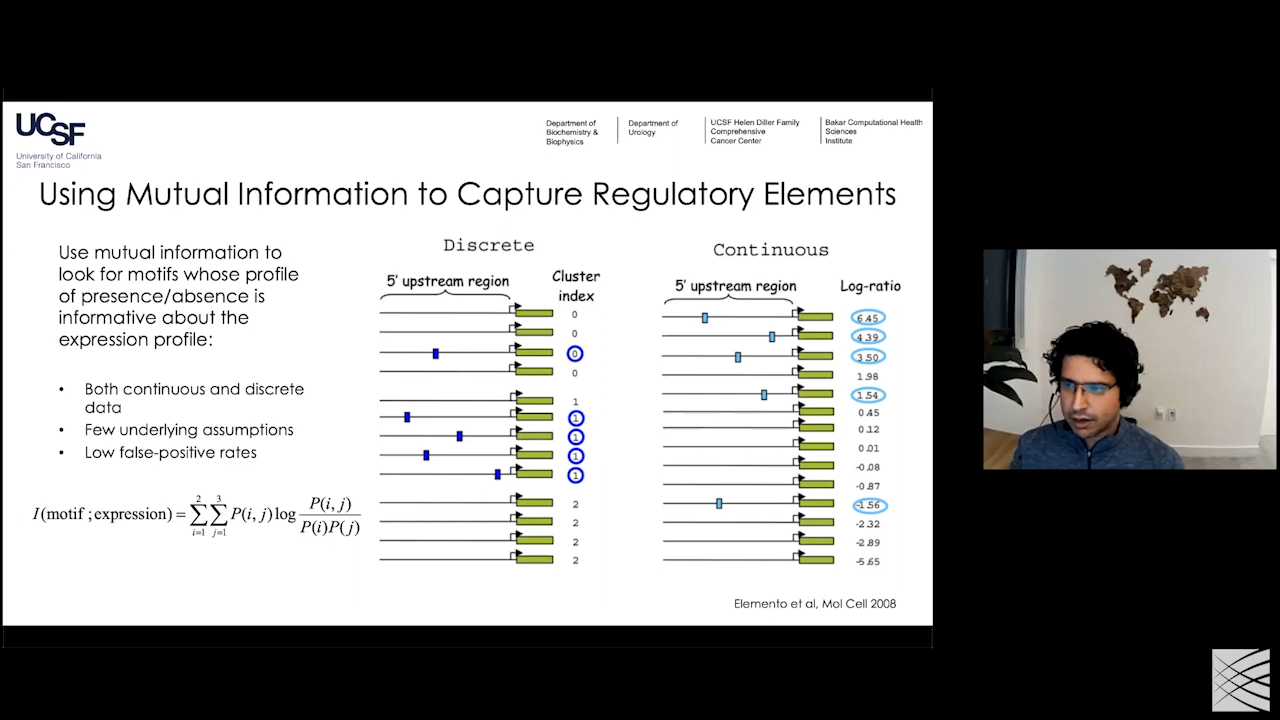 UCSF
University of California
San Francisco
Department of
Biochemistry &
Biophysics
Department of
Urology
UCSF Helen Diller Family
Comprehensive
Cancer Center
Bakar Computational Health
Sciences
Institute
Using Mutual Information to Capture Regulatory Elements
Use mutual information to
look for motifs whose profile
of presence/absence is
informative about the
expression profile:
• Both continuous and discrete
data
• Few underlying assumptions
• Low false-positive rates
I(motif ; expression) = ∑_{i=1}^{2} ∑_{j=1}^{3} P(i, j) log P(i, j) / P(i)P(j)
Discrete
5' upstream region
Cluster
index
0
0
0
0
1
1
1
1
1
2
2
2
2
Continuous
5' upstream region
Log-ratio
6.45
4.39
3.50
1.98
1.54
0.45
0.12
0.01
-0.08
-0.87
-1.56
-2.32
-2.89
-5.65
Elemento et al, Mol Cell 2008